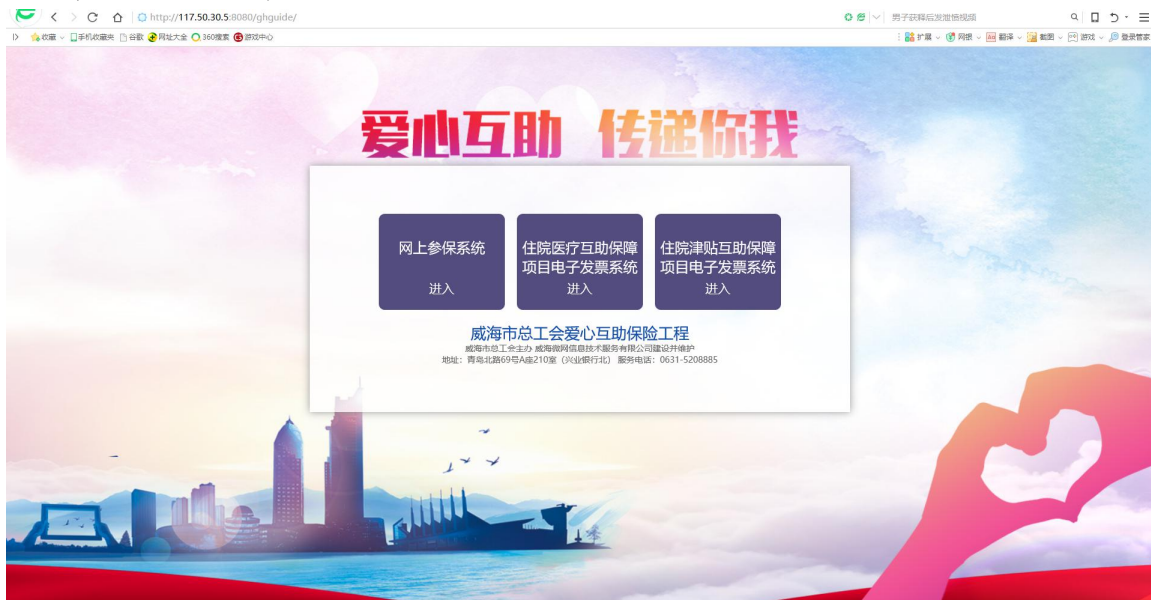 http://117.50.30.5:8080/ghguide/
男子获释后发泄愤视频
收藏 手机收藏夹 谷歌 网址大全 360搜索 游戏中心
扩展 网银 翻译 截图 游戏 登录管家
爱心互助 传递你我
网上参保系统
进入
住院医疗互助保障
项目电子发票系统
进入
住院津贴互助保障
项目电子发票系统
进入
威海市总工会爱心互助保险工程
威海市总工会主办 威海微网信息技术服务有限公司建设并维护
地址：青岛北路69号A座210室（兴业银行北） 服务电话：0631-5208885